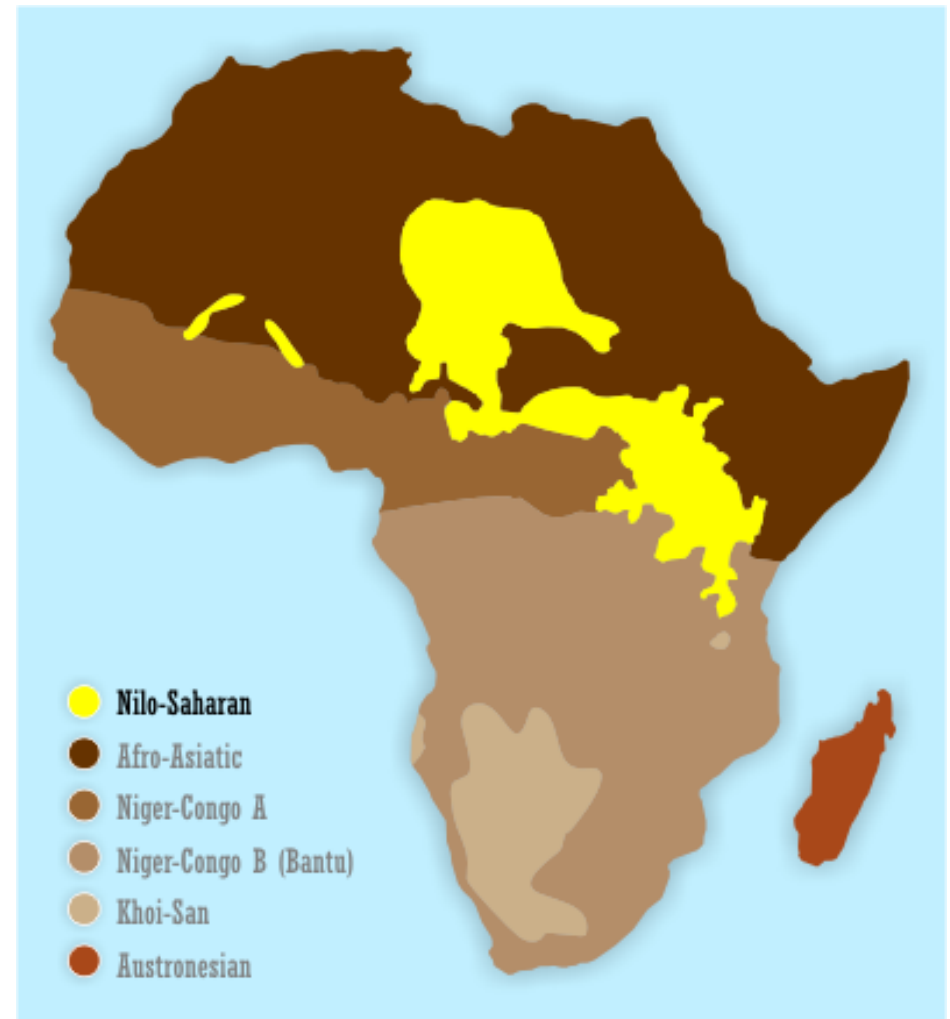 Nilo-Saharan
Afro-Asiatic
Niger-Congo A
Niger-Congo B (Bantu)
Khoi-San
Austronesian